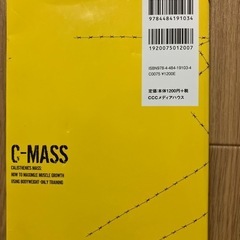 9784484191034
1920075012007
ISBN978-4-484-19103-4
C0075 ¥1200E
定価:本体1200円+税
CCCメディアハウス
C-MASS
CALISTHENICS MASS:
HOW TO MAXIMIZE MUSCLE GROWTH
USING BODYWEIGHT-ONLY TRAINING